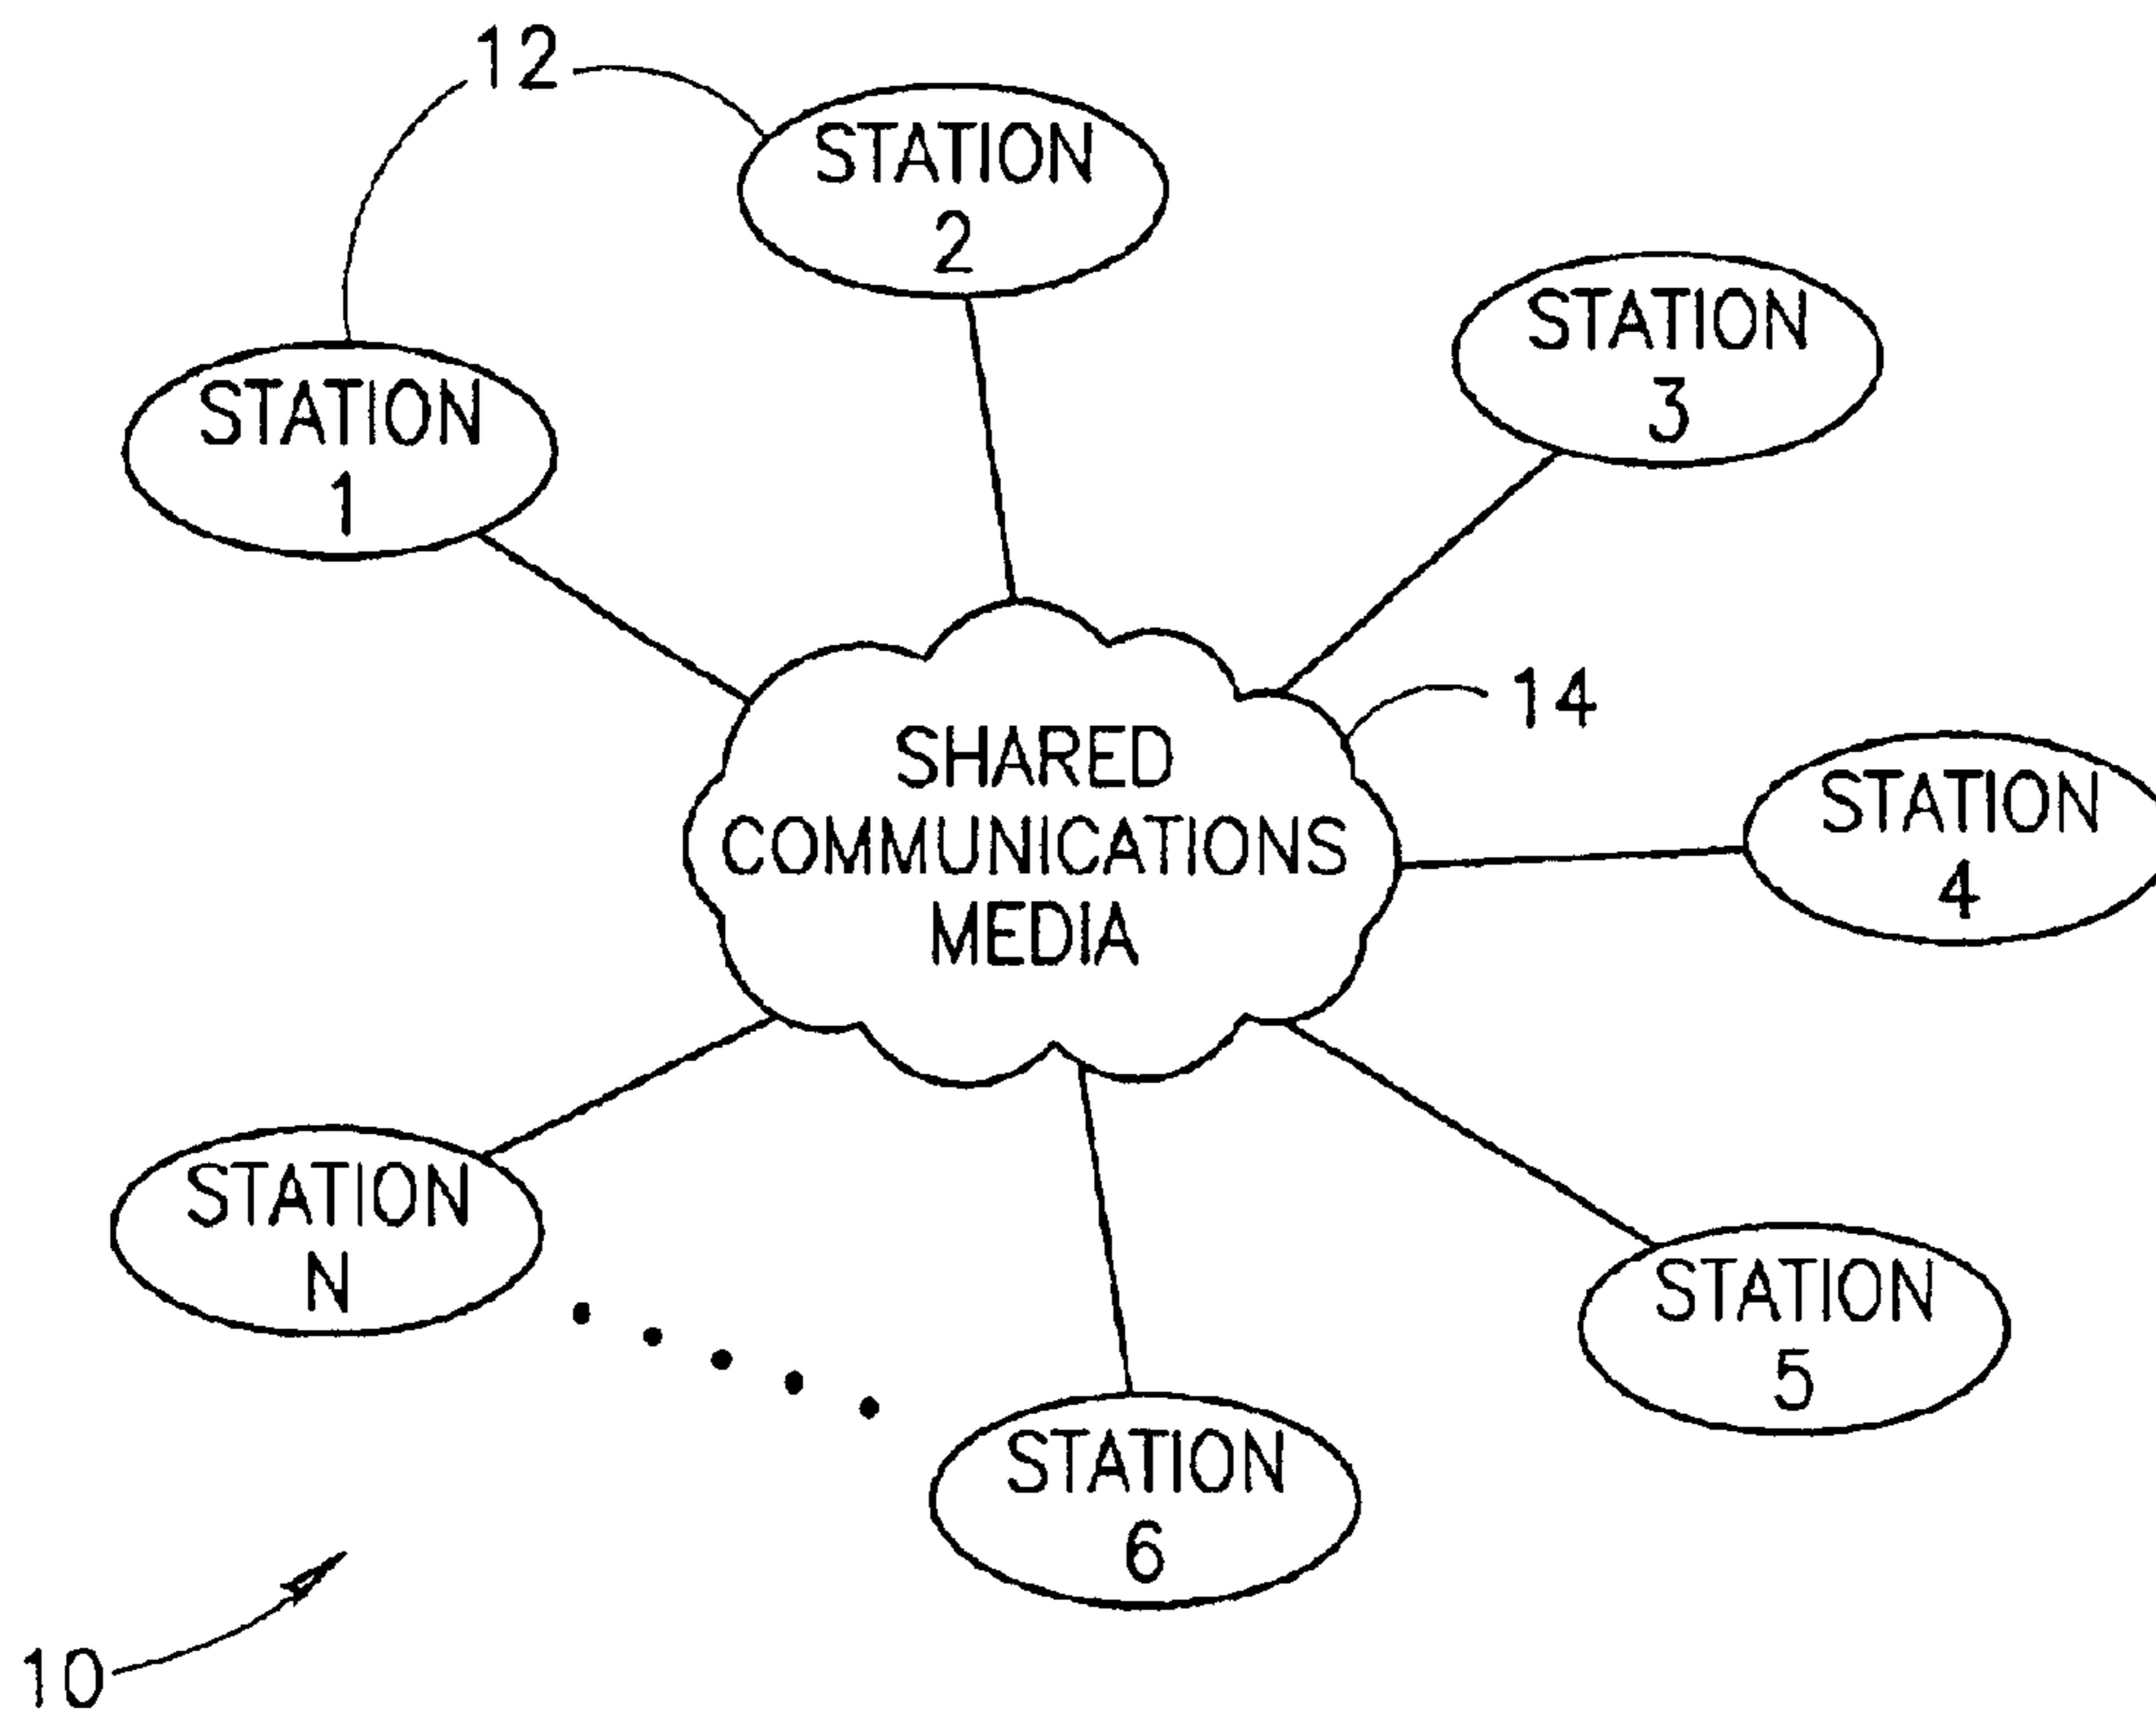 12
STATION
2
STATION
3
STATION
1
14
SHARED
COMMUNICATIONS
MEDIA
STATION
4
STATION
N
STATION
5
STATION
6
10